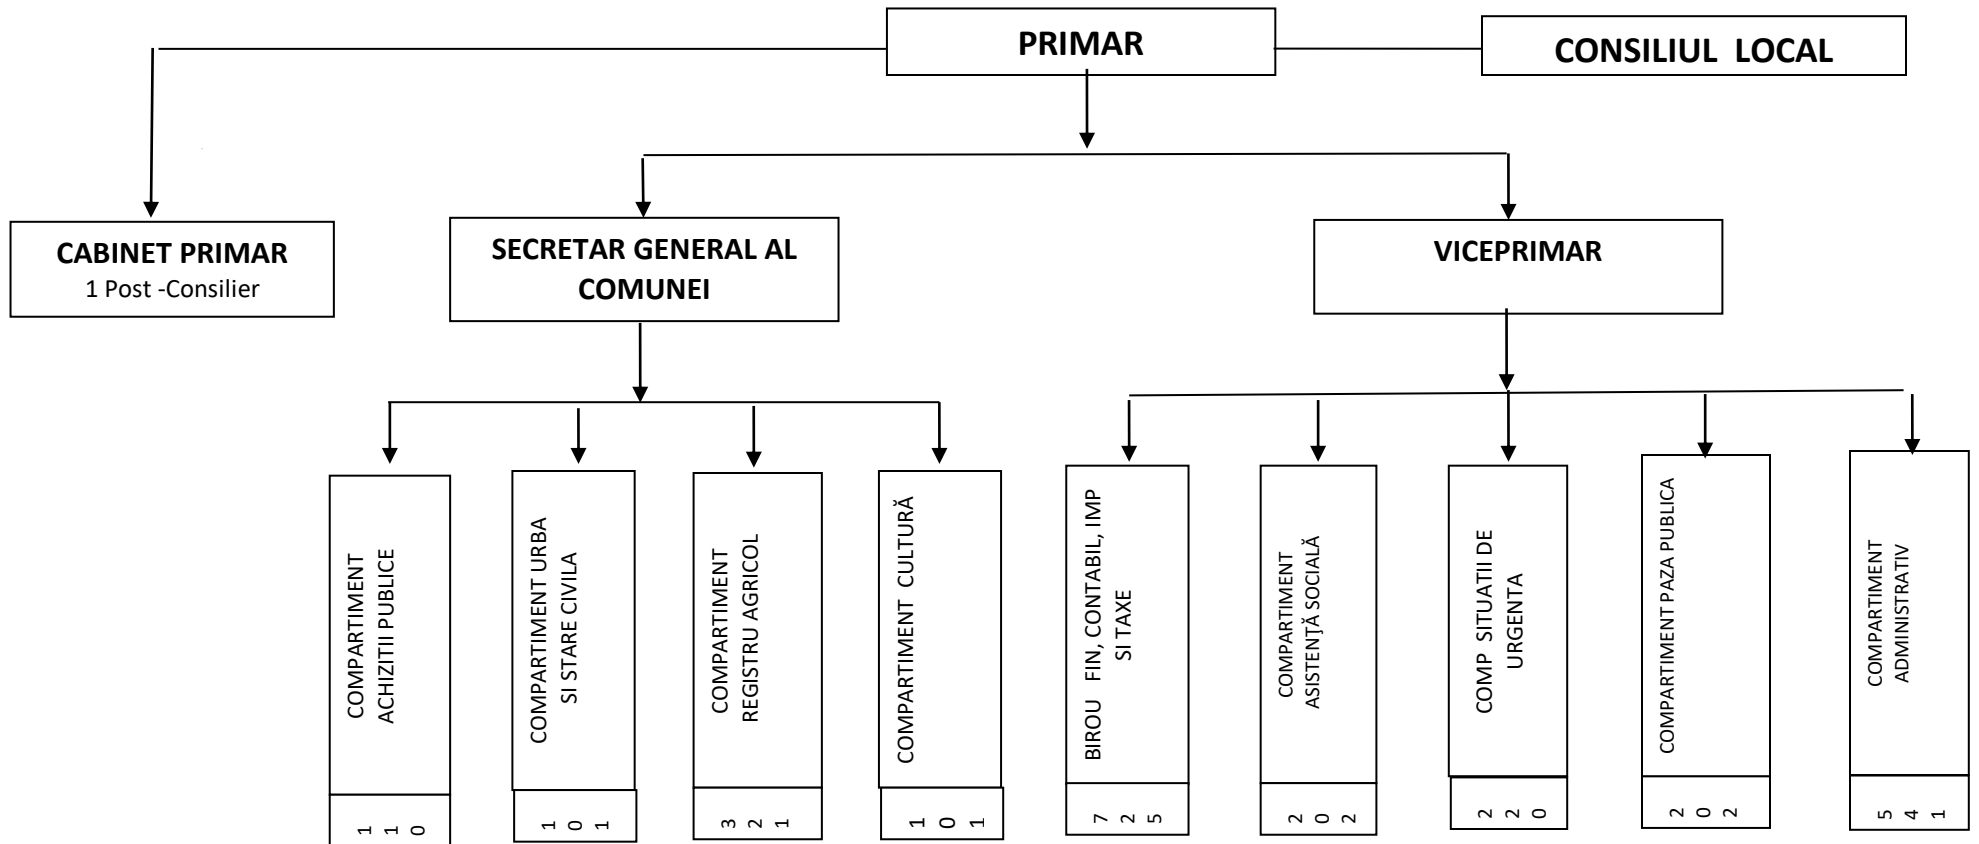 PRIMAR
CONSILIUL LOCAL
CABINET PRIMAR
1 Post -Consilier
SECRETAR GENERAL AL
COMUNEI
VICEPRIMAR
COMPARTIMENT
ACHIZITII PUBLICE
1 1 0
COMPARTIMENT URBA
SI STARE CIVILA
1 0 1
COMPARTIMENT
REGISTRU AGRICOL
3 2 1
COMPARTIMENT CULTURĂ
1 0 1
BIROU FIN, CONTABIL, IMP
SI TAXE
7 2 5
COMPARTIMENT
ASISTENŢĂ SOCIALĂ
2 0 2
COMP SITUATII DE
URGENTA
2 2 0
COMPARTIMENT PAZA PUBLICA
2 0 2
COMPARTIMENT
ADMINISTRATIV
5 4 1